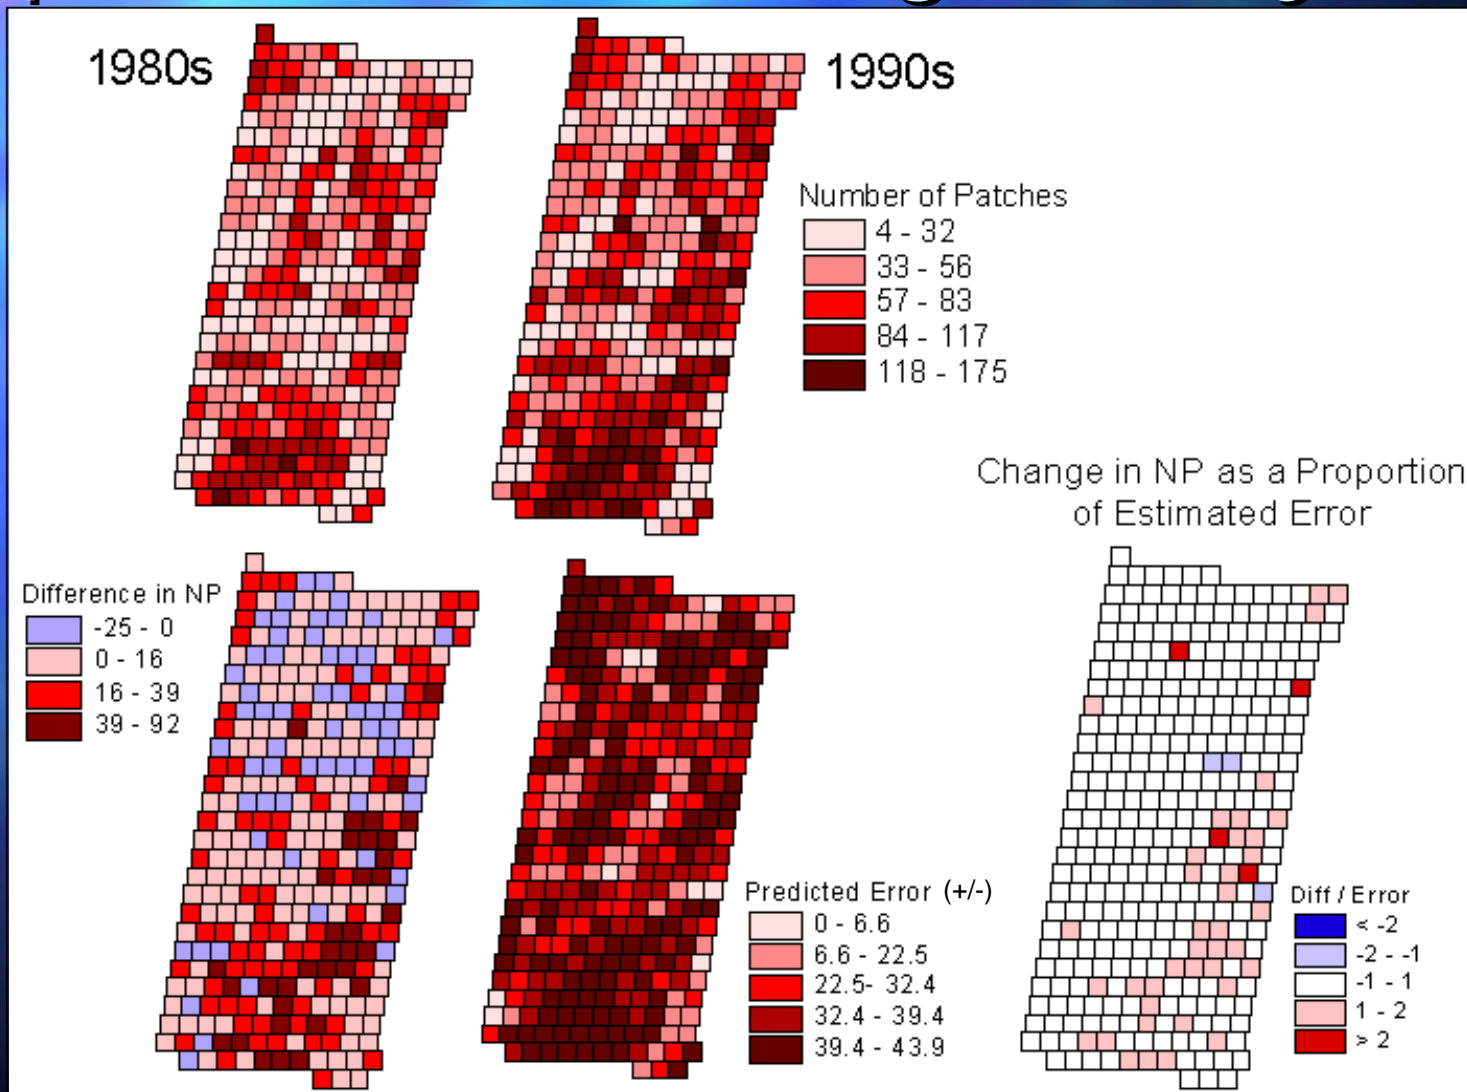 1980s
1990s
Number of Patches
4 - 32
33 - 56
57 - 83
84 - 117
118 - 175
Change in NP as a Proportion
of Estimated Error
Difference in NP
-25 - 0
0 - 16
16 - 39
39 - 92
Predicted Error (+/-)
0 - 6.6
6.6 - 22.5
22.5- 32.4
32.4 - 39.4
39.4 - 43.9
Diff / Error
< -2
-2 - -1
-1 - 1
1 - 2
> 2